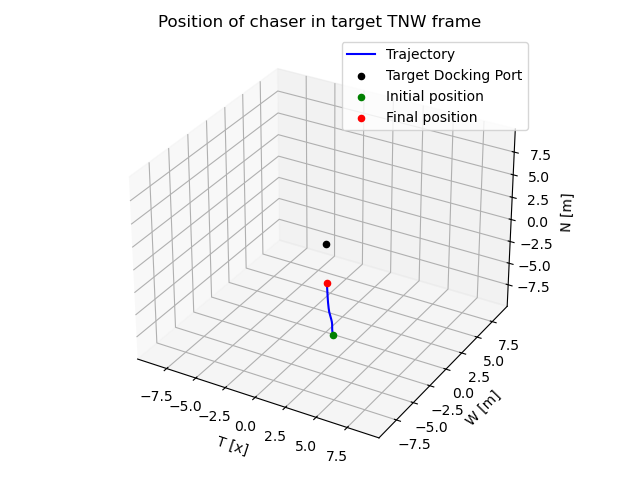 Position of chaser in target TNW frame
Trajectory
Target Docking Port
Initial position
Final position
7.5
5.0
2.5
0.0
−2.5
−5.0
−7.5
N [m]
7.5
5.0
2.5
0.0
−2.5
−5.0
−7.5
W [m]
−7.5
−5.0
−2.5
0.0
2.5
5.0
7.5
T [x]